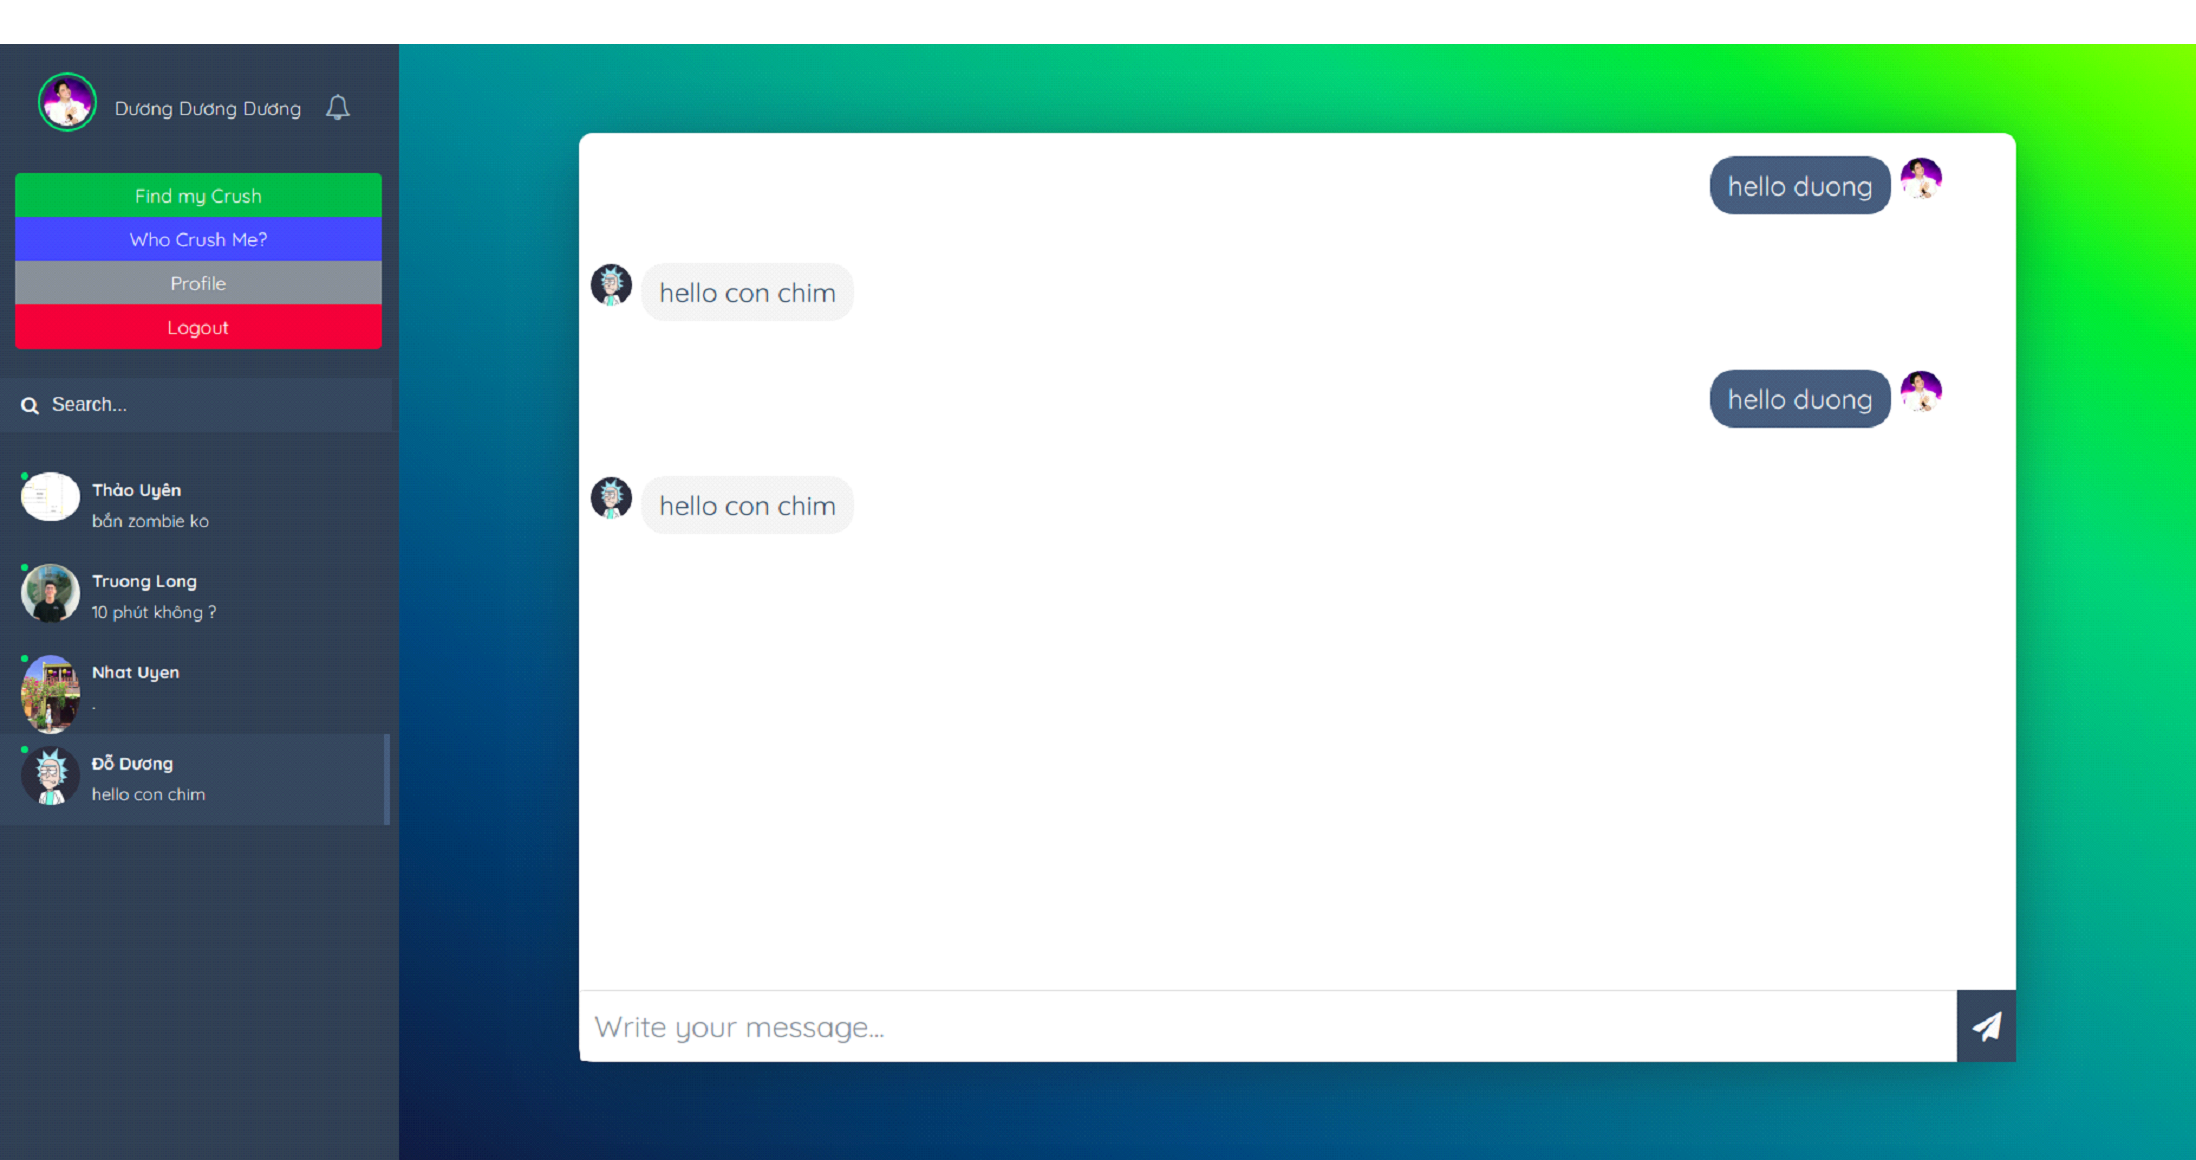 Dương Dương Dương
Find my Crush
Who Crush Me?
Profile
Logout
Search...
Thảo Uyên
bắn zombie ko
Truong Long
10 phút không ?
Nhat Uyen
.
Đỗ Dương
hello con chim
hello duong
hello con chim
hello duong
hello con chim
Write your message...